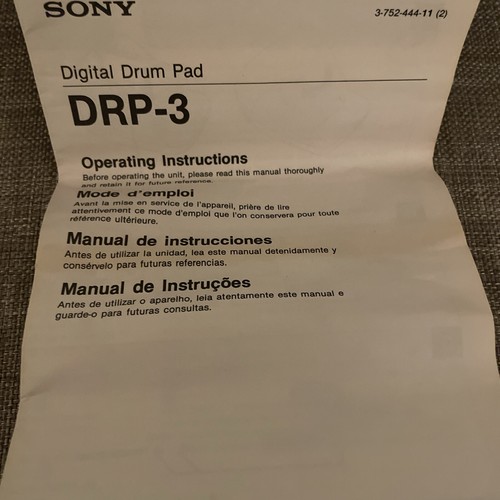 SONY
3-752-444-11 (2)
Digital Drum Pad
DRP-3
Operating Instructions
Before operating the unit, please read this manual thoroughly
and retain it for future reference.
Mode d'emploi
Avant la mise en service de l'appareil, prière de lire
attentivement ce mode d'emploi que l'on conservera pour toute
référence ultérieure.
Manual de instrucciones
Antes de utilizar la unidad, lea este manual detenidamente y
consérvelo para futuras referencias.
Manual de Instruções
Antes de utilizar o aparelho, leia atentamente este manual e
guarde-o para futuras consultas.